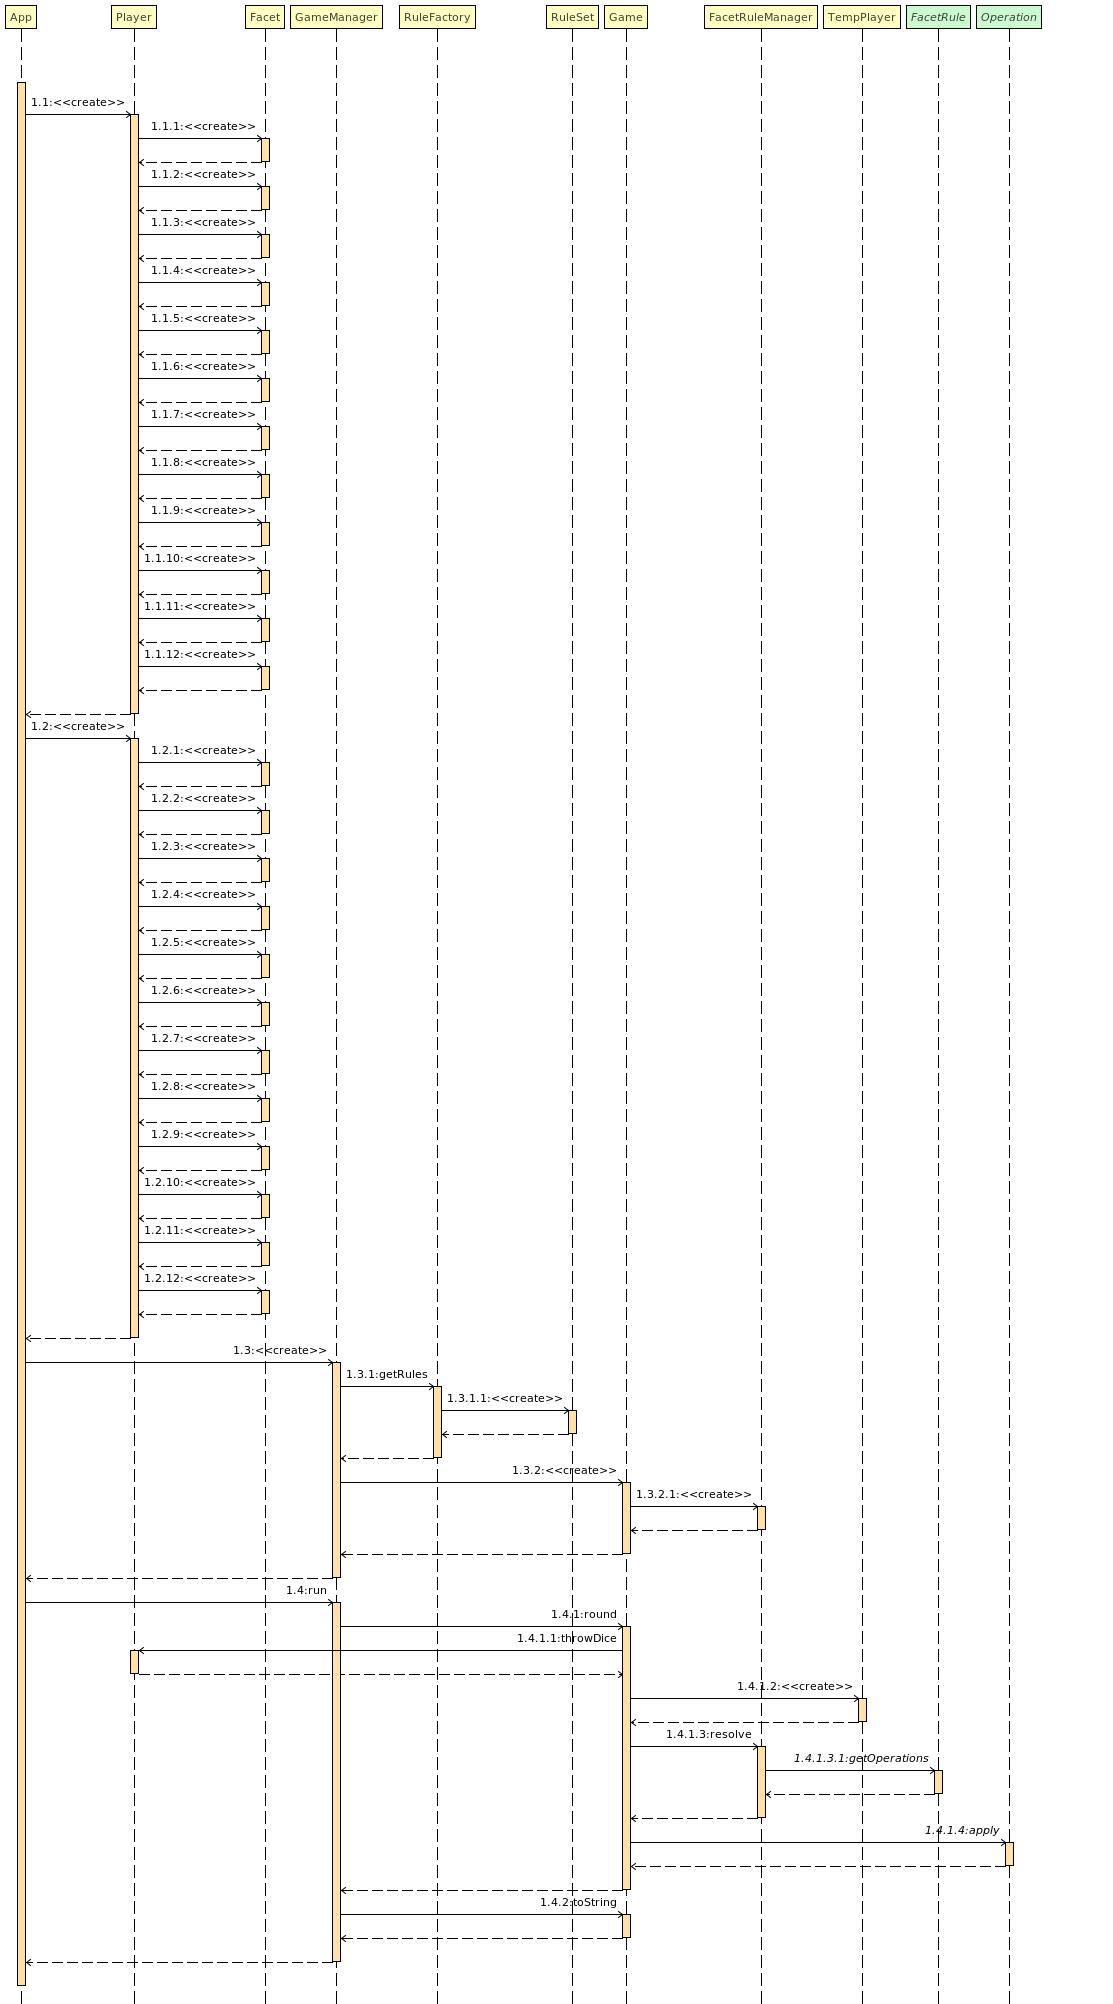 App
Player
Facet
GameManager
RuleFactory
RuleSet
Game
FacetRuleManager
TempPlayer
FacetRule
Operation
1.1:<<create>>
1.1.1:<<create>>
1.1.2:<<create>>
1.1.3:<<create>>
1.1.4:<<create>>
1.1.5:<<create>>
1.1.6:<<create>>
1.1.7:<<create>>
1.1.8:<<create>>
1.1.9:<<create>>
1.1.10:<<create>>
1.1.11:<<create>>
1.1.12:<<create>>
1.2:<<create>>
1.2.1:<<create>>
1.2.2:<<create>>
1.2.3:<<create>>
1.2.4:<<create>>
1.2.5:<<create>>
1.2.6:<<create>>
1.2.7:<<create>>
1.2.8:<<create>>
1.2.9:<<create>>
1.2.10:<<create>>
1.2.11:<<create>>
1.2.12:<<create>>
1.3:<<create>>
1.3.1:getRules
1.3.1.1:<<create>>
1.3.2:<<create>>
1.3.2.1:<<create>>
1.4:run
1.4.1:round
1.4.1.1:throwDice
1.4.1.2:<<create>>
1.4.1.3:resolve
1.4.1.3.1:getOperations
1.4.1.4:apply
1.4.2:toString